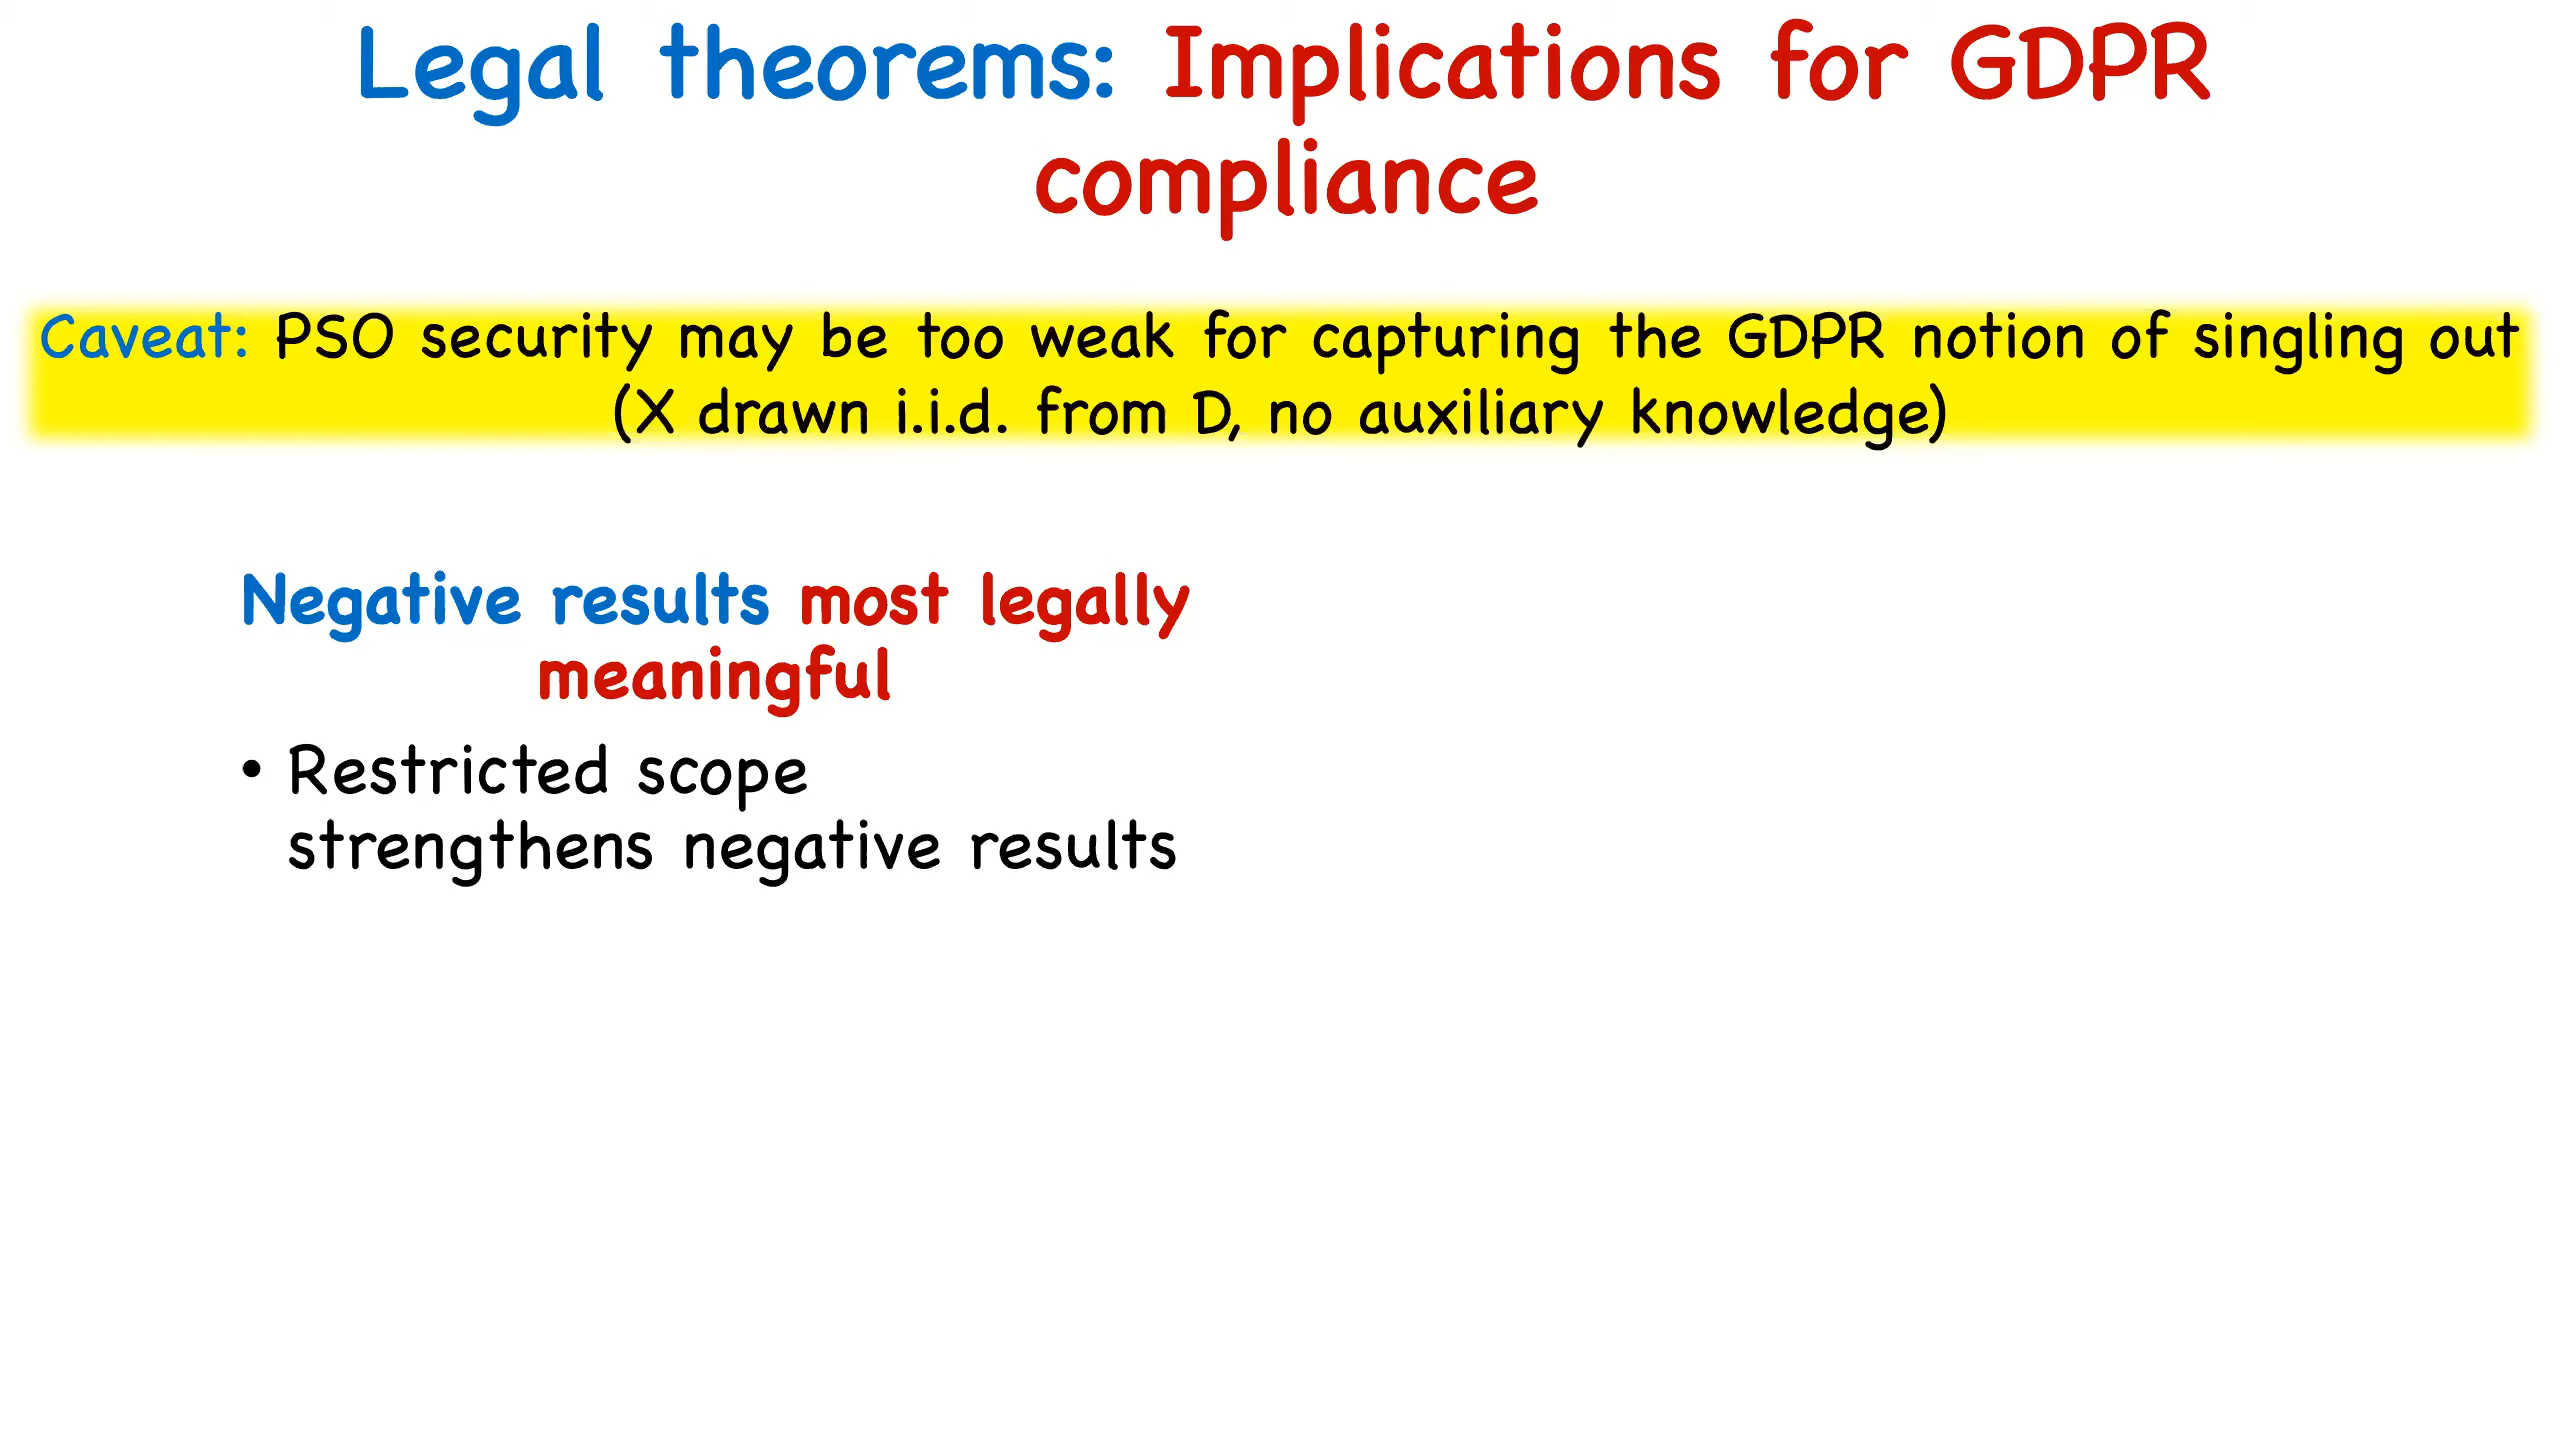 Legal theorems: Implications for GDPR
compliance
Caveat: PSO security may be too weak for capturing the GDPR notion of singling out
(X drawn i.i.d. from D, no auxiliary knowledge)
Negative results most legally
meaningful
• Restricted scope
strengthens negative results